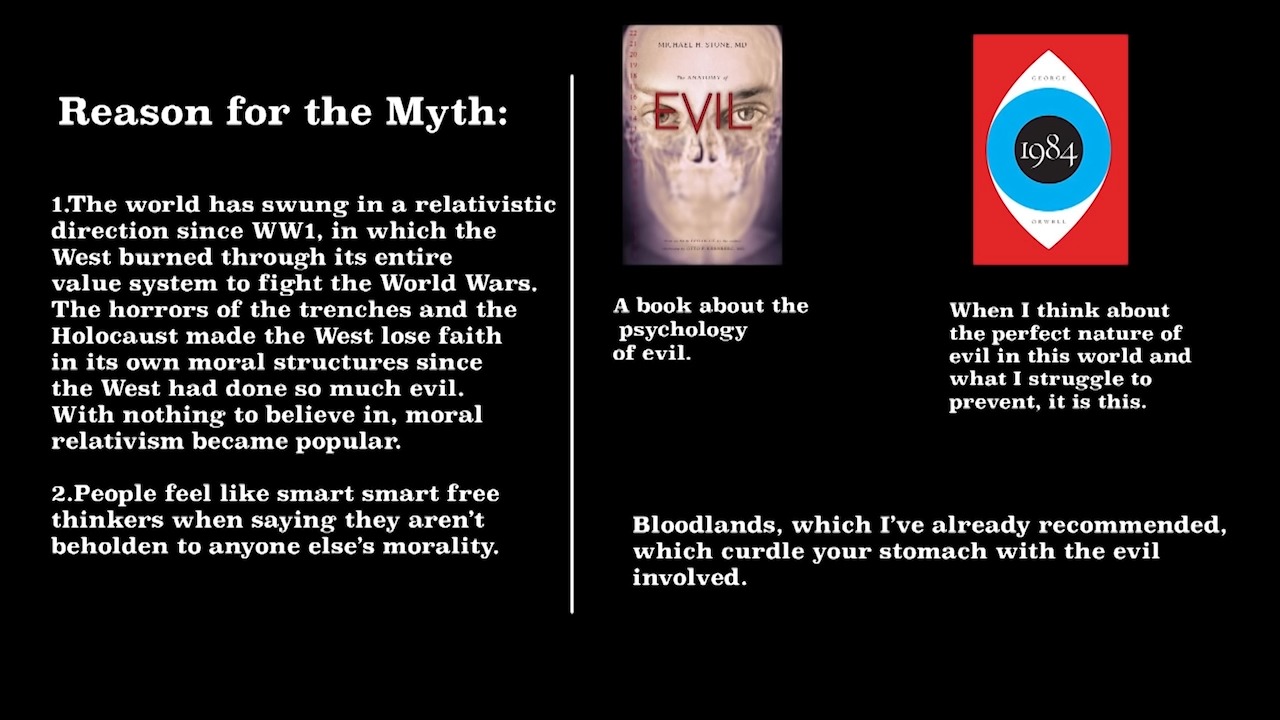 Reason for the Myth:
1.The world has swung in a relativistic
direction since WW1, in which the
West burned through its entire
value system to fight the World Wars.
The horrors of the trenches and the
Holocaust made the West lose faith
in its own moral structures since
the West had done so much evil.
With nothing to believe in, moral
relativism became popular.
2.People feel like smart smart free
thinkers when saying they aren't
beholden to anyone else's morality.
MICHAEL H. STONE, MD
The ANATOMY of
EVIL
A book about the
psychology
of evil.
GEORGE
1984
ORWELL
When I think about
the perfect nature of
evil in this world and
what I struggle to
prevent, it is this.
Bloodlands, which I've already recommended,
which curdle your stomach with the evil
involved.